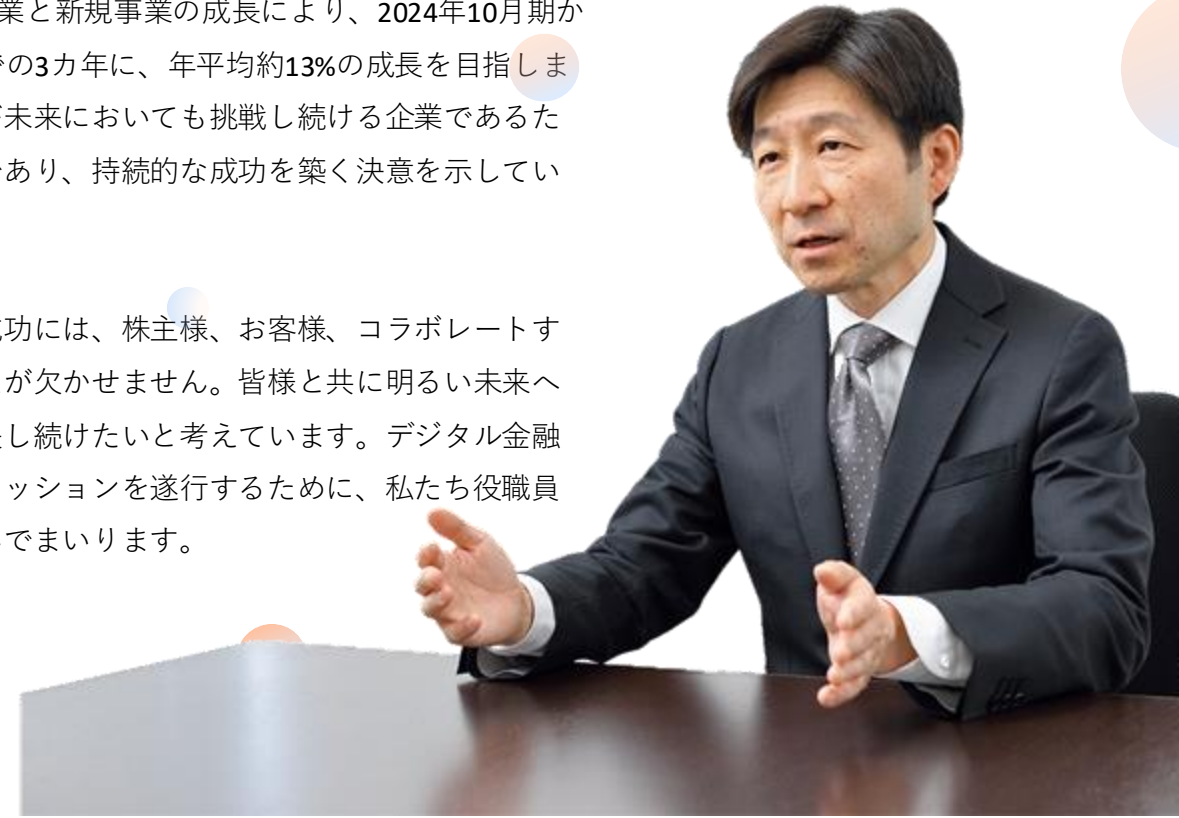 業と新規事業の成長により、2024年10月期か
の3カ年に、年平均約13%の成長を目指しま
未来においても挑戦し続ける企業であるた
あり、持続的な成功を築く決意を示してい
功には、株主様、お客様、コラボレートす
が欠かせません。皆様と共に明るい未来へ
し続けたいと考えています。デジタル金融
ッションを遂行するために、私たち役職員
でまいります。